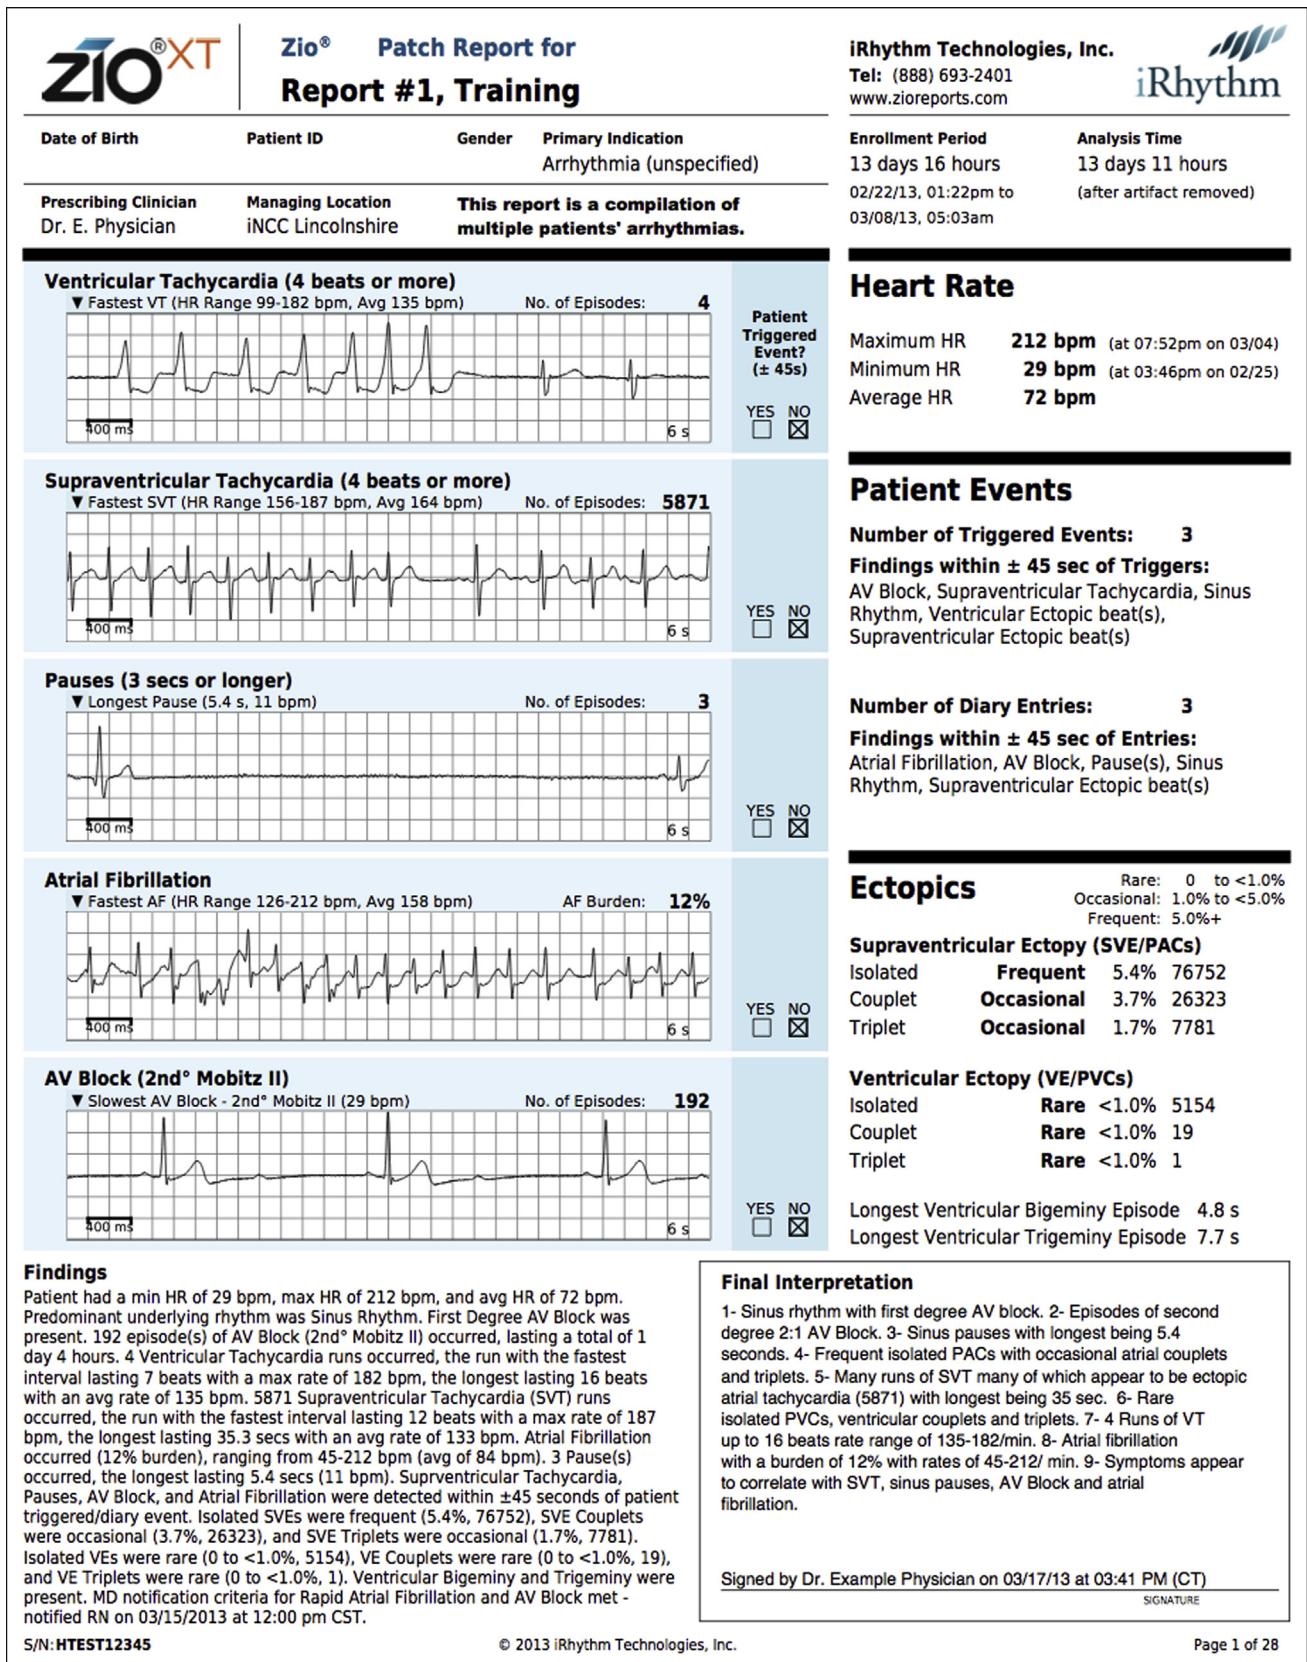 ZIO® XT
Zio® Patch Report for
Report #1, Training
iRhythm Technologies, Inc.
Tel: (888) 693-2401
www.zioreports.com
iRhythm
Date of Birth Patient ID Gender Primary Indication
Arrhythmia (unspecified)
Enrollment Period Analysis Time
13 days 16 hours 13 days 11 hours
02/22/13, 01:22pm to (after artifact removed)
03/08/13, 05:03am
Prescribing Clinician Managing Location This report is a compilation of
Dr. E. Physician iNCC Lincolnshire multiple patients' arrhythmias.
Ventricular Tachycardia (4 beats or more)
▼ Fastest VT (HR Range 99-182 bpm, Avg 135 bpm) No. of Episodes: 4
Patient
Triggered
Event?
(± 45s)
YES NO
400 ms 6 s
Supraventricular Tachycardia (4 beats or more)
▼ Fastest SVT (HR Range 156-187 bpm, Avg 164 bpm) No. of Episodes: 5871
YES NO
400 ms 6 s
Pauses (3 secs or longer)
▼ Longest Pause (5.4 s, 11 bpm) No. of Episodes: 3
YES NO
400 ms 6 s
Atrial Fibrillation
▼ Fastest AF (HR Range 126-212 bpm, Avg 158 bpm) AF Burden: 12%
YES NO
400 ms 6 s
AV Block (2nd° Mobitz II)
▼ Slowest AV Block - 2nd° Mobitz II (29 bpm) No. of Episodes: 192
YES NO
400 ms 6 s
Heart Rate
Maximum HR 212 bpm (at 07:52pm on 03/04)
Minimum HR 29 bpm (at 03:46pm on 02/25)
Average HR 72 bpm
Patient Events
Number of Triggered Events: 3
Findings within ± 45 sec of Triggers:
AV Block, Supraventricular Tachycardia, Sinus
Rhythm, Ventricular Ectopic beat(s),
Supraventricular Ectopic beat(s)
Number of Diary Entries: 3
Findings within ± 45 sec of Entries:
Atrial Fibrillation, AV Block, Pause(s), Sinus
Rhythm, Supraventricular Ectopic beat(s)
Ectopics
Rare: 0 to <1.0%
Occasional: 1.0% to <5.0%
Frequent: 5.0%+
Supraventricular Ectopy (SVE/PACs)
Isolated Frequent 5.4% 76752
Couplet Occasional 3.7% 26323
Triplet Occasional 1.7% 7781
Ventricular Ectopy (VE/PVCs)
Isolated Rare <1.0% 5154
Couplet Rare <1.0% 19
Triplet Rare <1.0% 1
Longest Ventricular Bigeminy Episode 4.8 s
Longest Ventricular Trigeminy Episode 7.7 s
Findings
Patient had a min HR of 29 bpm, max HR of 212 bpm, and avg HR of 72 bpm.
Predominant underlying rhythm was Sinus Rhythm. First Degree AV Block was
present. 192 episode(s) of AV Block (2nd° Mobitz II) occurred, lasting a total of 1
day 4 hours. 4 Ventricular Tachycardia runs occurred, the run with the fastest
interval lasting 7 beats with a max rate of 182 bpm, the longest lasting 16 beats
with an avg rate of 135 bpm. 5871 Supraventricular Tachycardia (SVT) runs
occurred, the run with the fastest interval lasting 12 beats with a max rate of 187
bpm, the longest lasting 35.3 secs with an avg rate of 133 bpm. Atrial Fibrillation
occurred (12% burden), ranging from 45-212 bpm (avg of 84 bpm). 3 Pause(s)
occurred, the longest lasting 5.4 secs (11 bpm). Suprventricular Tachycardia,
Pauses, AV Block, and Atrial Fibrillation were detected within ±45 seconds of patient
triggered/diary event. Isolated SVEs were frequent (5.4%, 76752), SVE Couplets
were occasional (3.7%, 26323), and SVE Triplets were occasional (1.7%, 7781).
Isolated VEs were rare (0 to <1.0%, 5154), VE Couplets were rare (0 to <1.0%, 19),
and VE Triplets were rare (0 to <1.0%, 1). Ventricular Bigeminy and Trigeminy were
present. MD notification criteria for Rapid Atrial Fibrillation and AV Block met -
notified RN on 03/15/2013 at 12:00 pm CST.
Final Interpretation
1- Sinus rhythm with first degree AV block. 2- Episodes of second
degree 2:1 AV Block. 3- Sinus pauses with longest being 5.4
seconds. 4- Frequent isolated PACs with occasional atrial couplets
and triplets. 5- Many runs of SVT many of which appear to be ectopic
atrial tachycardia (5871) with longest being 35 sec. 6- Rare
isolated PVCs, ventricular couplets and triplets. 7- 4 Runs of VT
up to 16 beats rate range of 135-182/min. 8- Atrial fibrillation
with a burden of 12% with rates of 45-212/ min. 9- Symptoms appear
to correlate with SVT, sinus pauses, AV Block and atrial
fibrillation.
Signed by Dr. Example Physician on 03/17/13 at 03:41 PM (CT)
SIGNATURE
S/N:HTEST12345 © 2013 iRhythm Technologies, Inc. Page 1 of 28